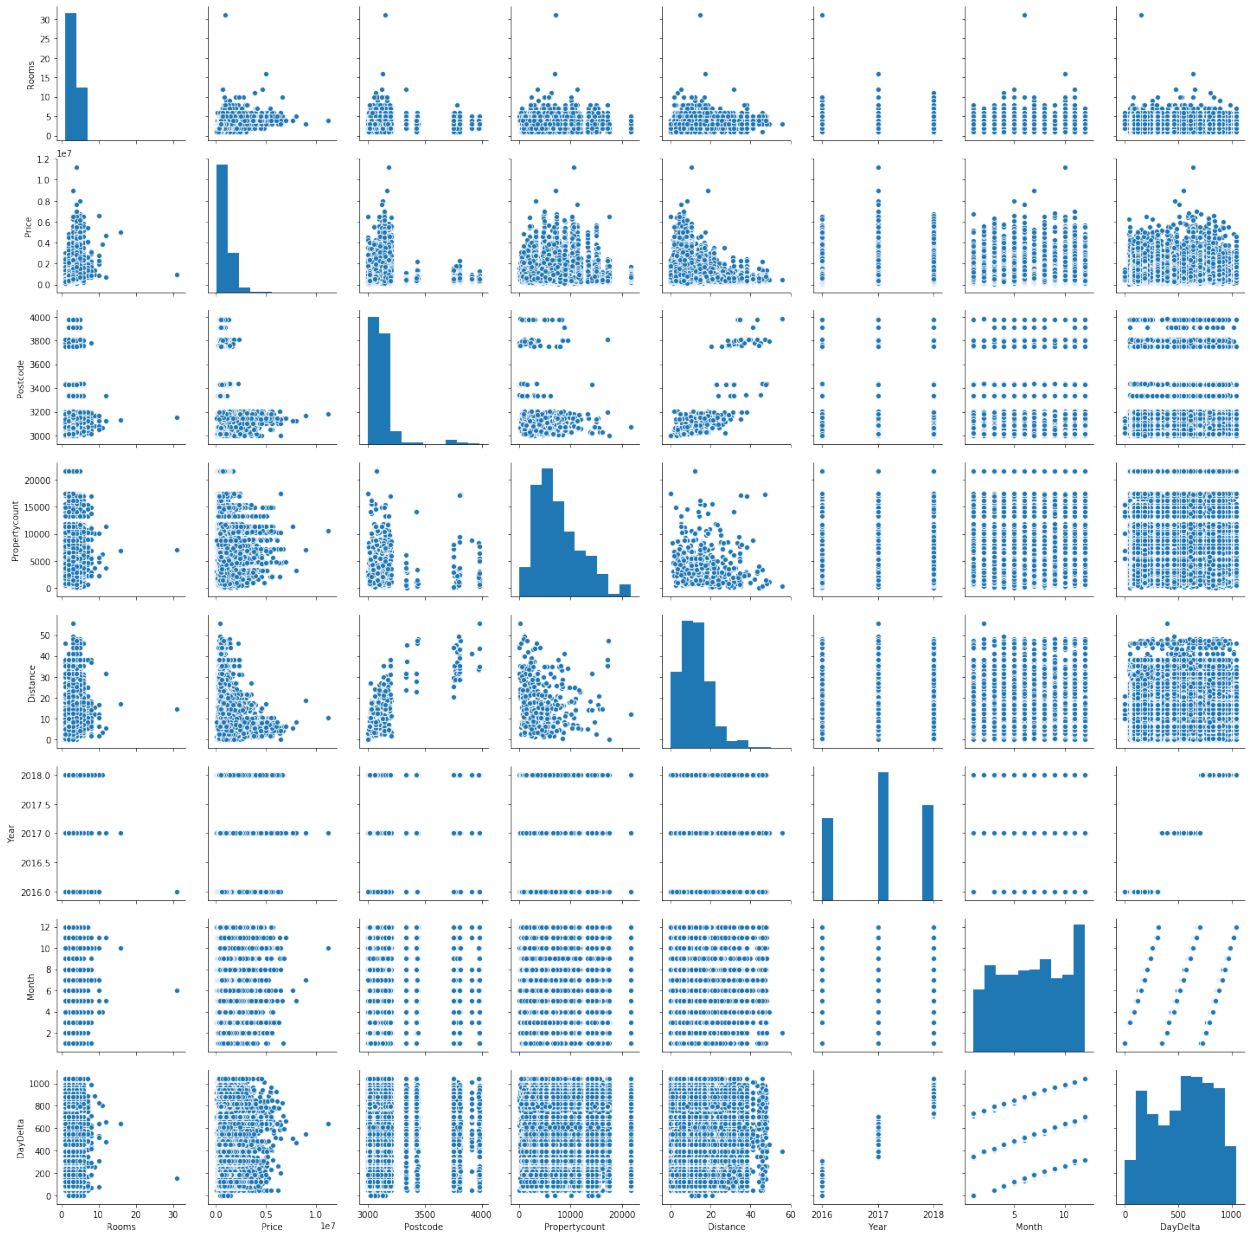 30
25
20
15
10
5
0
Rooms
1e7
1.2
1.0
0.8
0.6
0.4
0.2
0.0
Price
4000
3800
3600
3400
3200
3000
Postcode
20000
15000
10000
5000
0
Propertycount
50
40
30
20
10
0
Distance
2018.0
2017.5
2017.0
2016.5
2016.0
Year
12
10
8
6
4
2
Month
1000
800
600
400
200
0
DayDelta
0 10 20 30
Rooms
0.0 0.5 1.0
1e7
Price
3000 3500 4000
Postcode
0 10000 20000
Propertycount
0 20 40 60
Distance
2016 2017 2018
Year
5 10
Month
0 500 1000
DayDelta